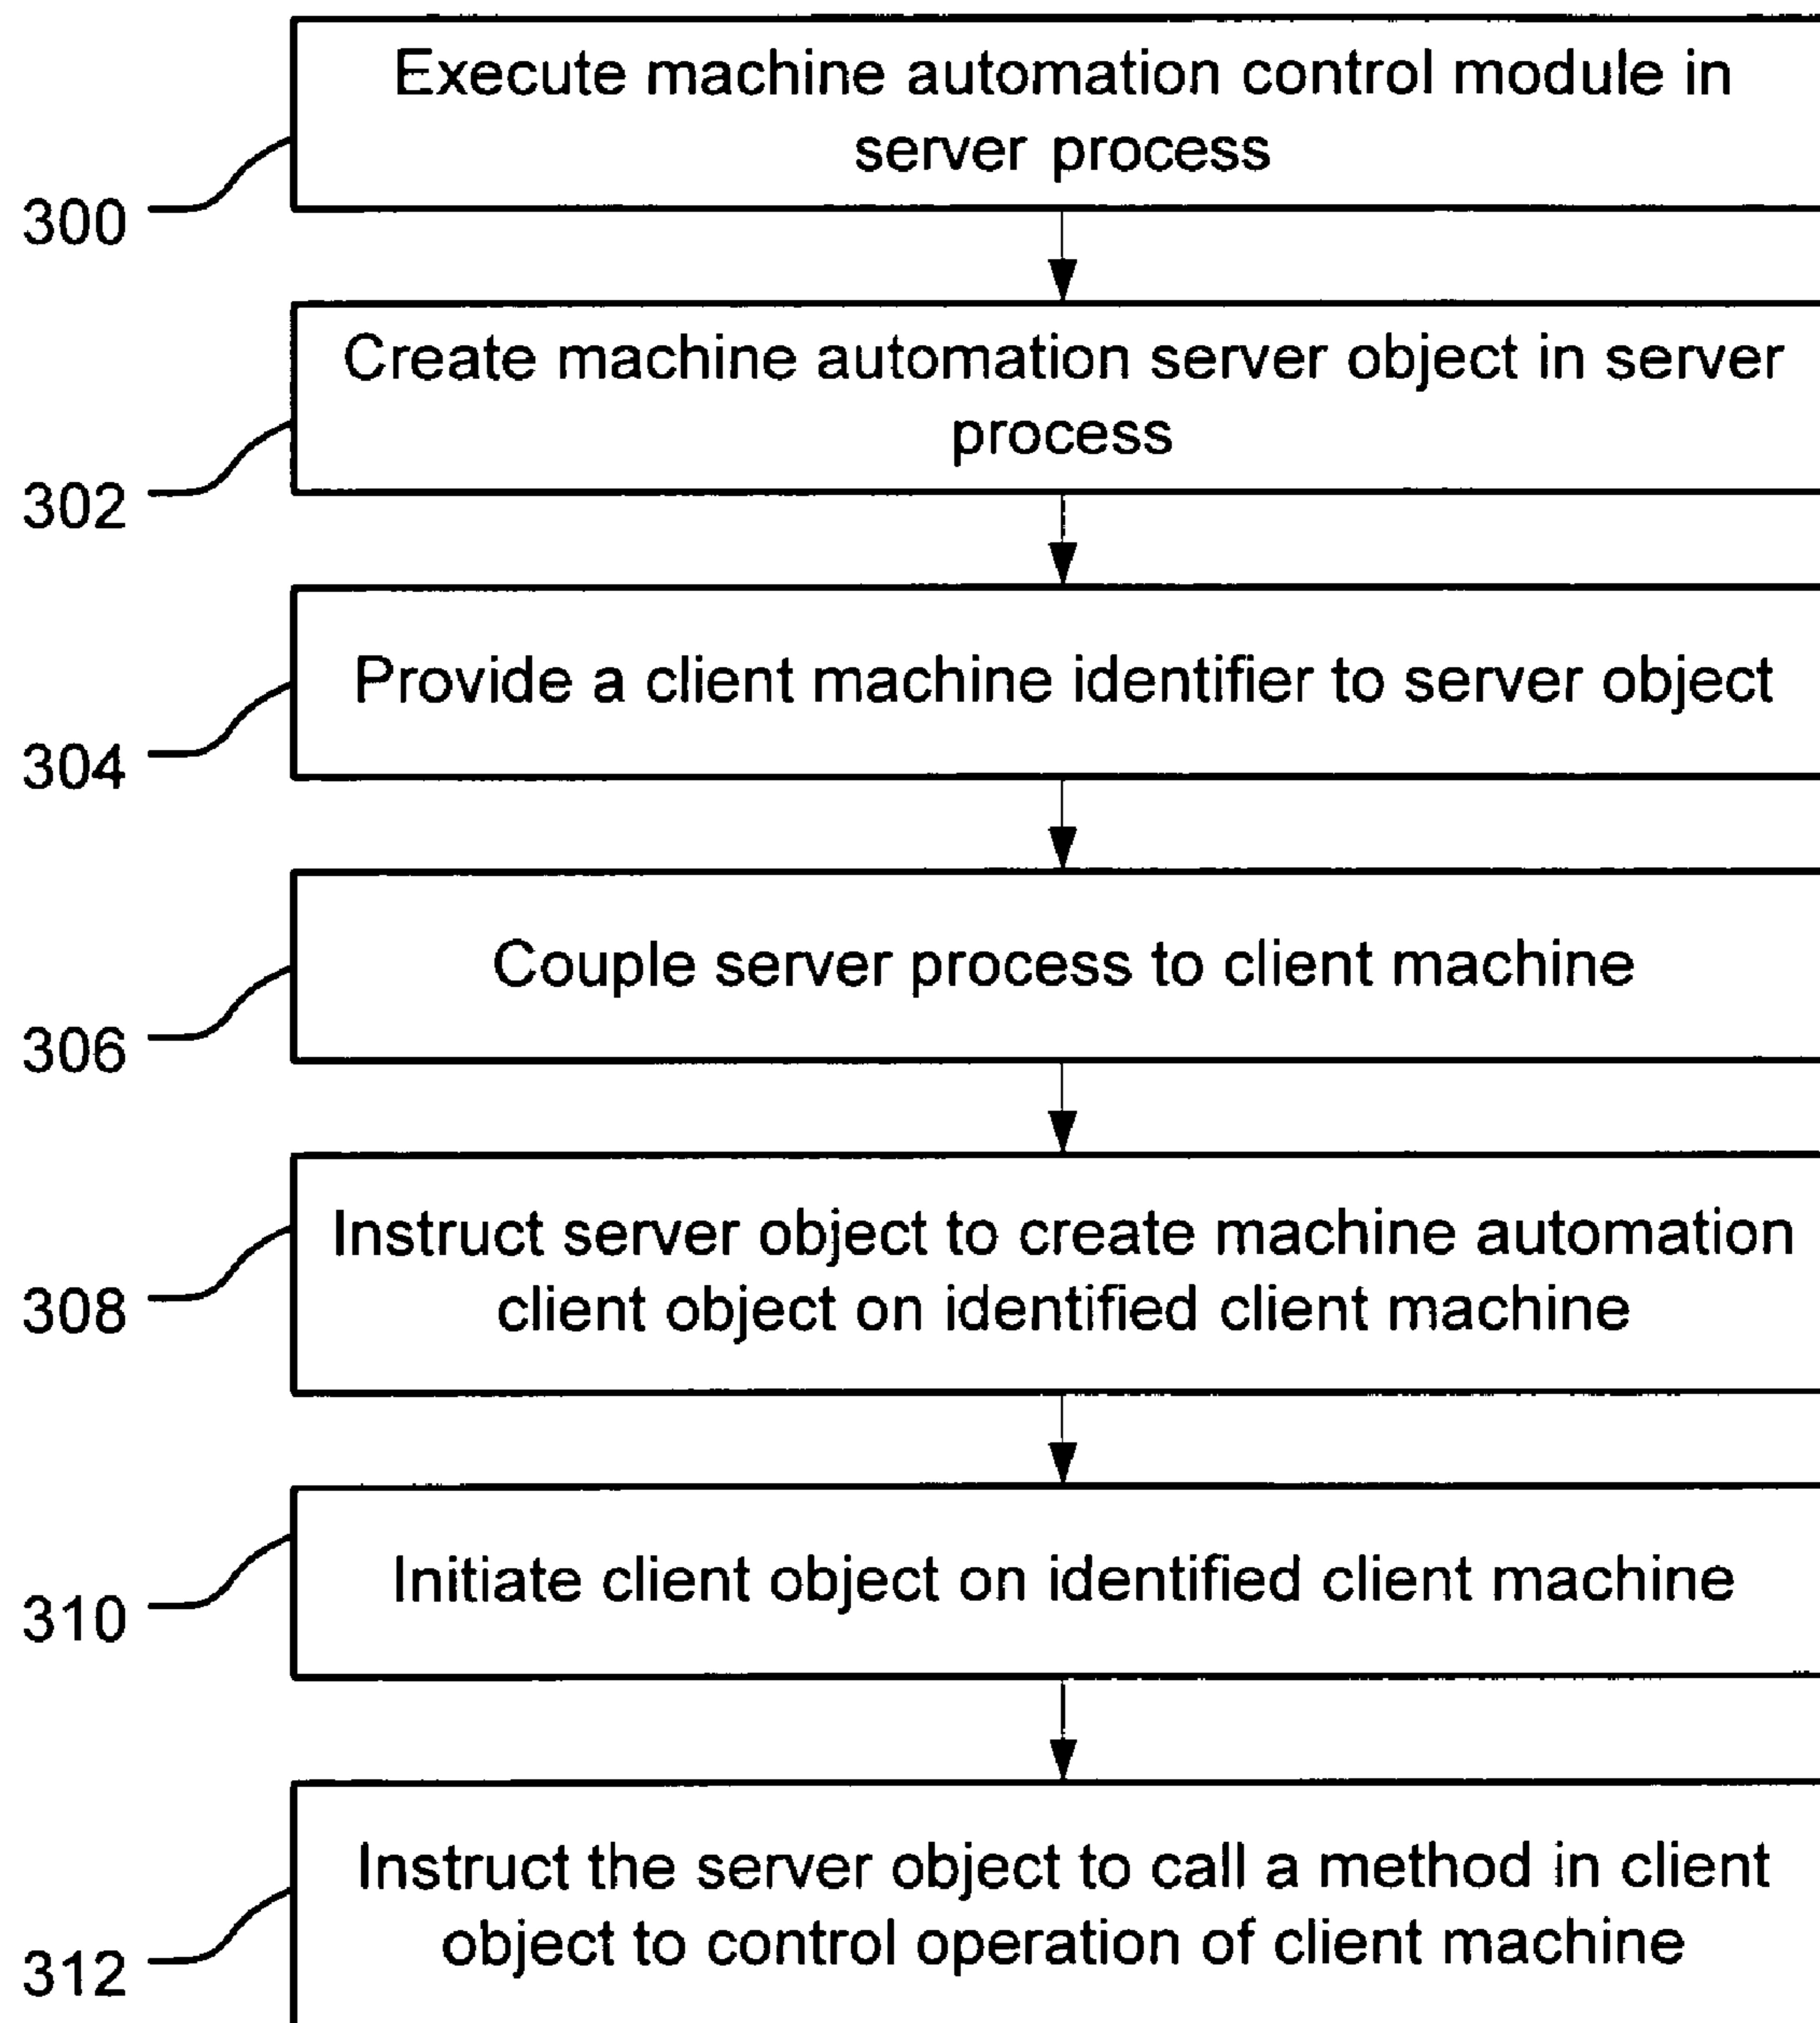 Execute machine automation control module in
server process
300
Create machine automation server object in server
process
302
Provide a client machine identifier to server object
304
Couple server process to client machine
306
Instruct server object to create machine automation
client object on identified client machine
308
Initiate client object on identified client machine
310
Instruct the server object to call a method in client
object to control operation of client machine
312